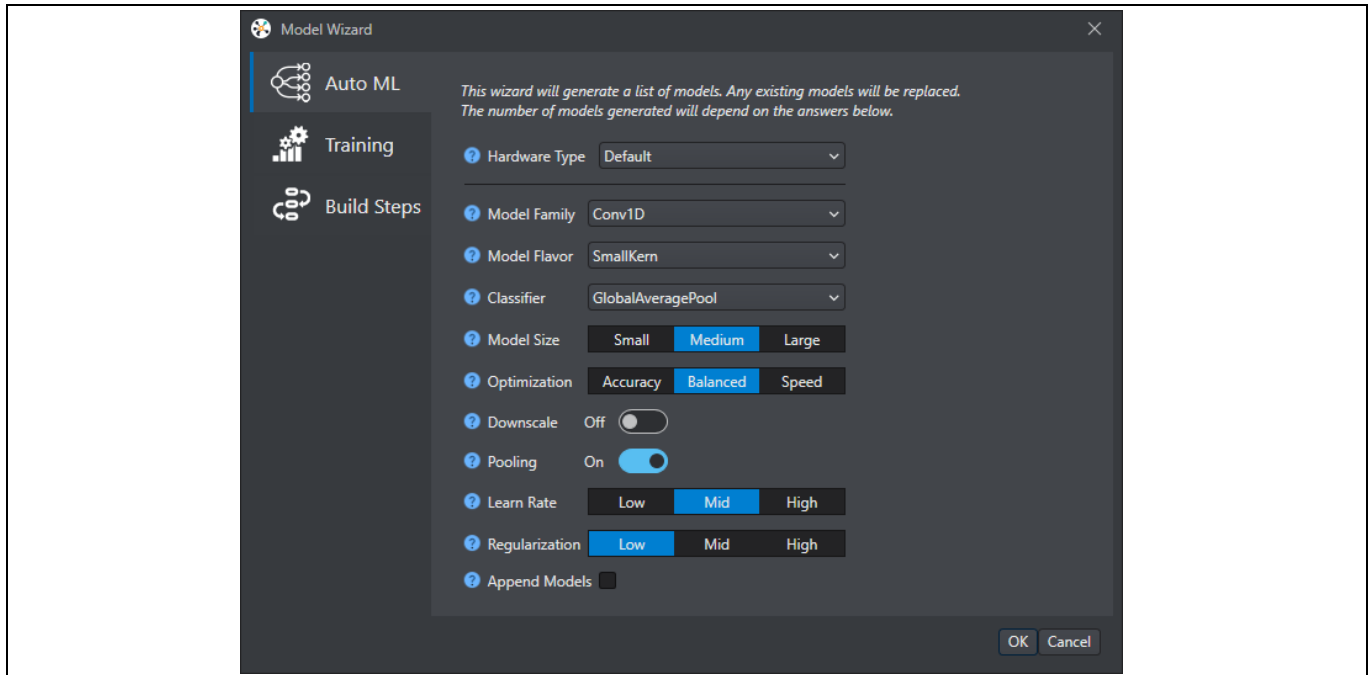 Model Wizard
Auto ML
Training
Build Steps
This wizard will generate a list of models. Any existing models will be replaced.
The number of models generated will depend on the answers below.
? Hardware Type Default
? Model Family Conv1D
? Model Flavor SmallKern
? Classifier GlobalAveragePool
? Model Size Small Medium Large
? Optimization Accuracy Balanced Speed
? Downscale Off
? Pooling On
? Learn Rate Low Mid High
? Regularization Low Mid High
? Append Models
OK Cancel